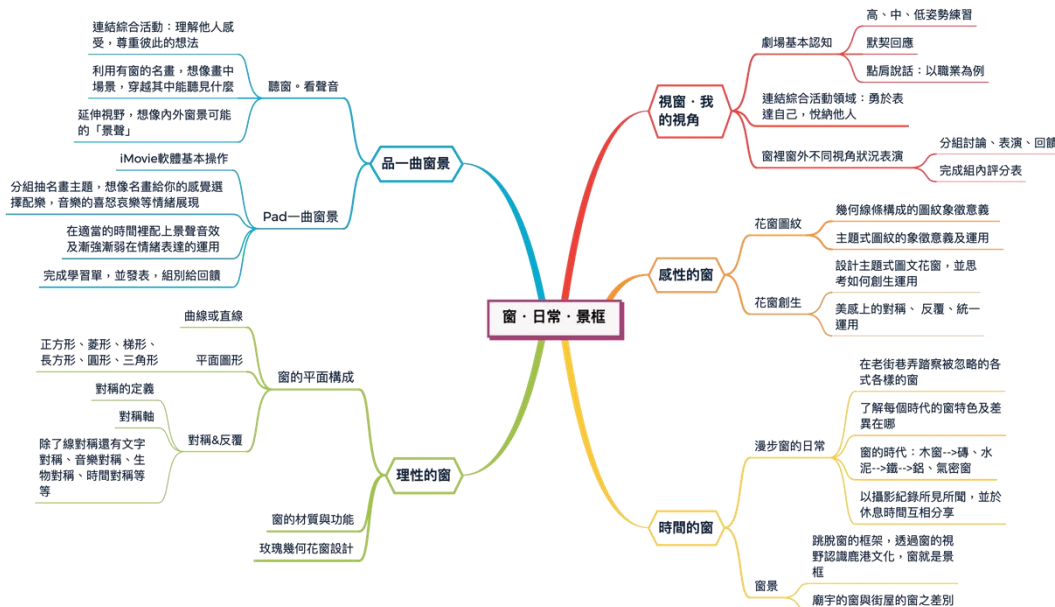 窗・日常・景框
視窗・我
的視角
劇場基本認知
高、中、低姿勢練習
默契回應
點肩說話：以職業為例
連結綜合活動領域：勇於表
達自己，悅納他人
窗裡窗外不同視角狀況表演
分組討論、表演、回饋
完成組內評分表
感性的窗
花窗圖紋
幾何線條構成的圖紋象徵意義
主題式圖紋的象徵意義及運用
花窗創生
設計主題式圖文花窗，並思
考如何創生運用
美感上的對稱、 反覆、統一
運用
時間的窗
漫步窗的日常
在老街巷弄踏察被忽略的各
式各樣的窗
了解每個時代的窗特色及差
異在哪
窗的時代：木窗-->磚、水
泥-->鐵-->鋁、氣密窗
以攝影紀錄所見所聞，並於
休息時間互相分享
窗景
跳脫窗的框架，透過窗的視
野認識鹿港文化，窗就是景
框
廟宇的窗與街屋的窗之差別
品一曲窗景
聽窗。看聲音
連結綜合活動：理解他人感
受，尊重彼此的想法
利用有窗的名畫，想像畫中
場景，穿越其中能聽見什麼
延伸視野，想像內外窗景可能
的「景聲」
Pad一曲窗景
iMovie軟體基本操作
分組抽名畫主題，想像名畫給你的感覺選
擇配樂，音樂的喜怒哀樂等情緒展現
在適當的時間裡配上景聲音效
及漸強漸弱在情緒表達的運用
完成學習單，並發表，組別給回饋
理性的窗
窗的平面構成
曲線或直線
平面圖形
正方形、菱形、梯形、
長方形、圓形、三角形
對稱&反覆
對稱的定義
對稱軸
除了線對稱還有文字
對稱、音樂對稱、生
物對稱、時間對稱等
等
窗的材質與功能
玫瑰幾何花窗設計